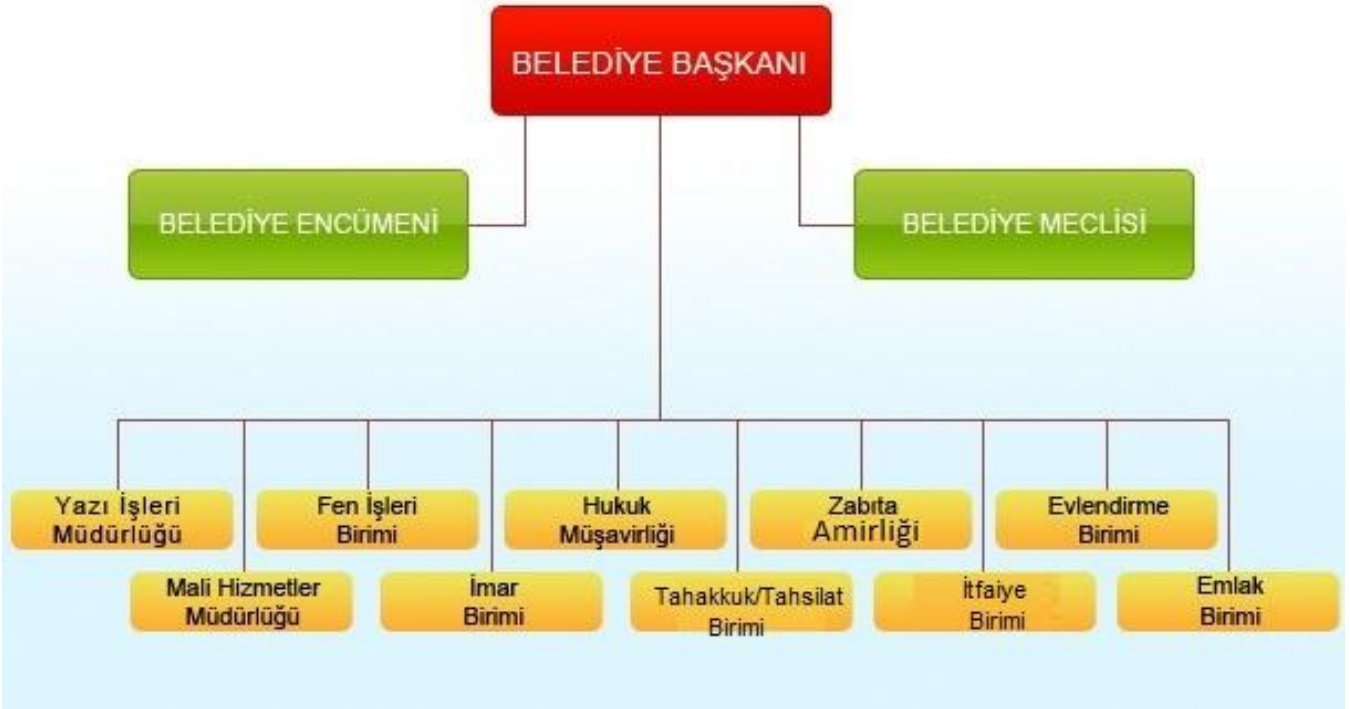 BELEDİYE BAŞKANI
BELEDİYE ENCÜMENİ
BELEDİYE MECLİSİ
Yazı İşleri
Müdürlüğü
Fen İşleri
Birimi
Hukuk
Müşavirliği
Zabıta
Amirliği
Evlendirme
Birimi
Mali Hizmetler
Müdürlüğü
İmar
Birimi
Tahakkuk/Tahsilat
Birimi
İtfaiye
Birimi
Emlak
Birimi